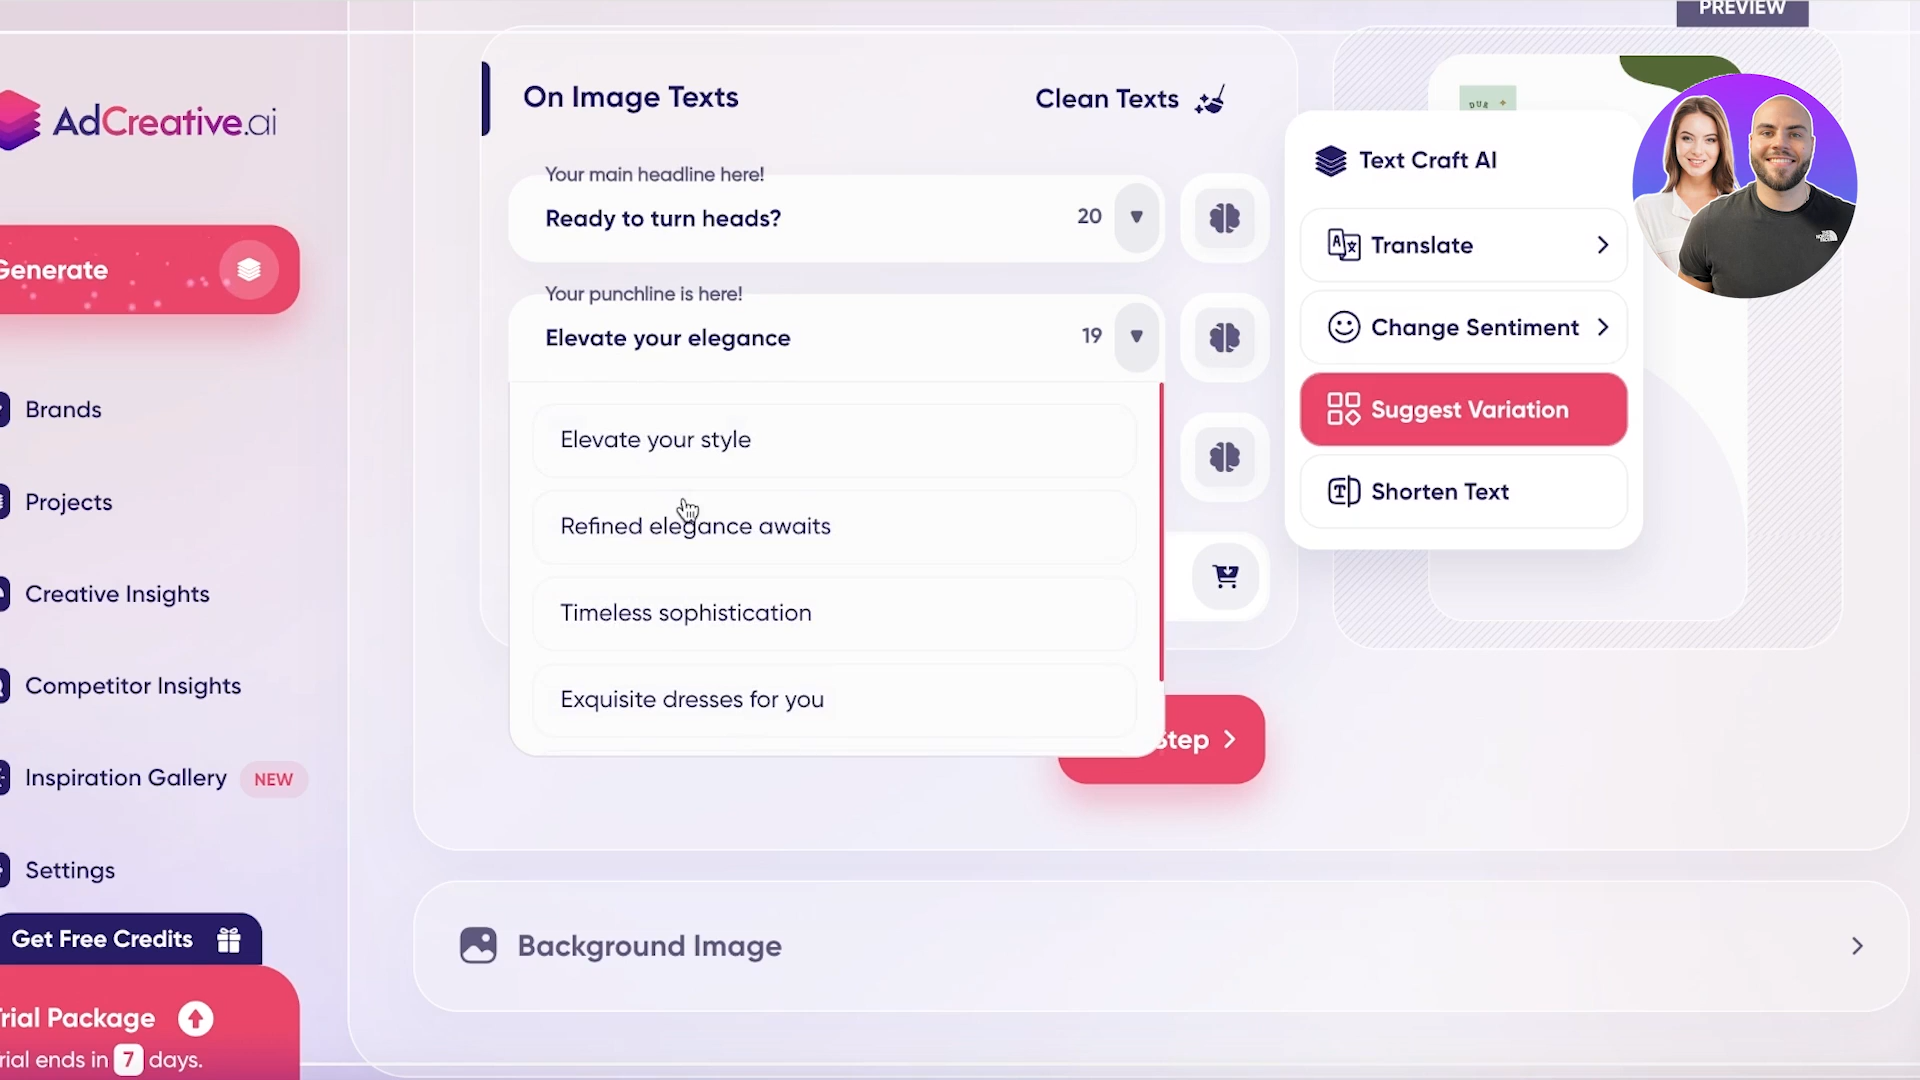 PREVIEW
AdCreative.ai
Generate
Brands
Projects
Creative Insights
Competitor Insights
Inspiration Gallery NEW
Settings
Get Free Credits
Trial Package
rial ends in 7 days.
On Image Texts
Clean Texts
Your main headline here!
Ready to turn heads? 20
Your punchline is here!
Elevate your elegance 19
Elevate your style
Refined elegance awaits
Timeless sophistication
Exquisite dresses for you
Step
Text Craft AI
Translate
Change Sentiment
Suggest Variation
Shorten Text
DUR
Background Image